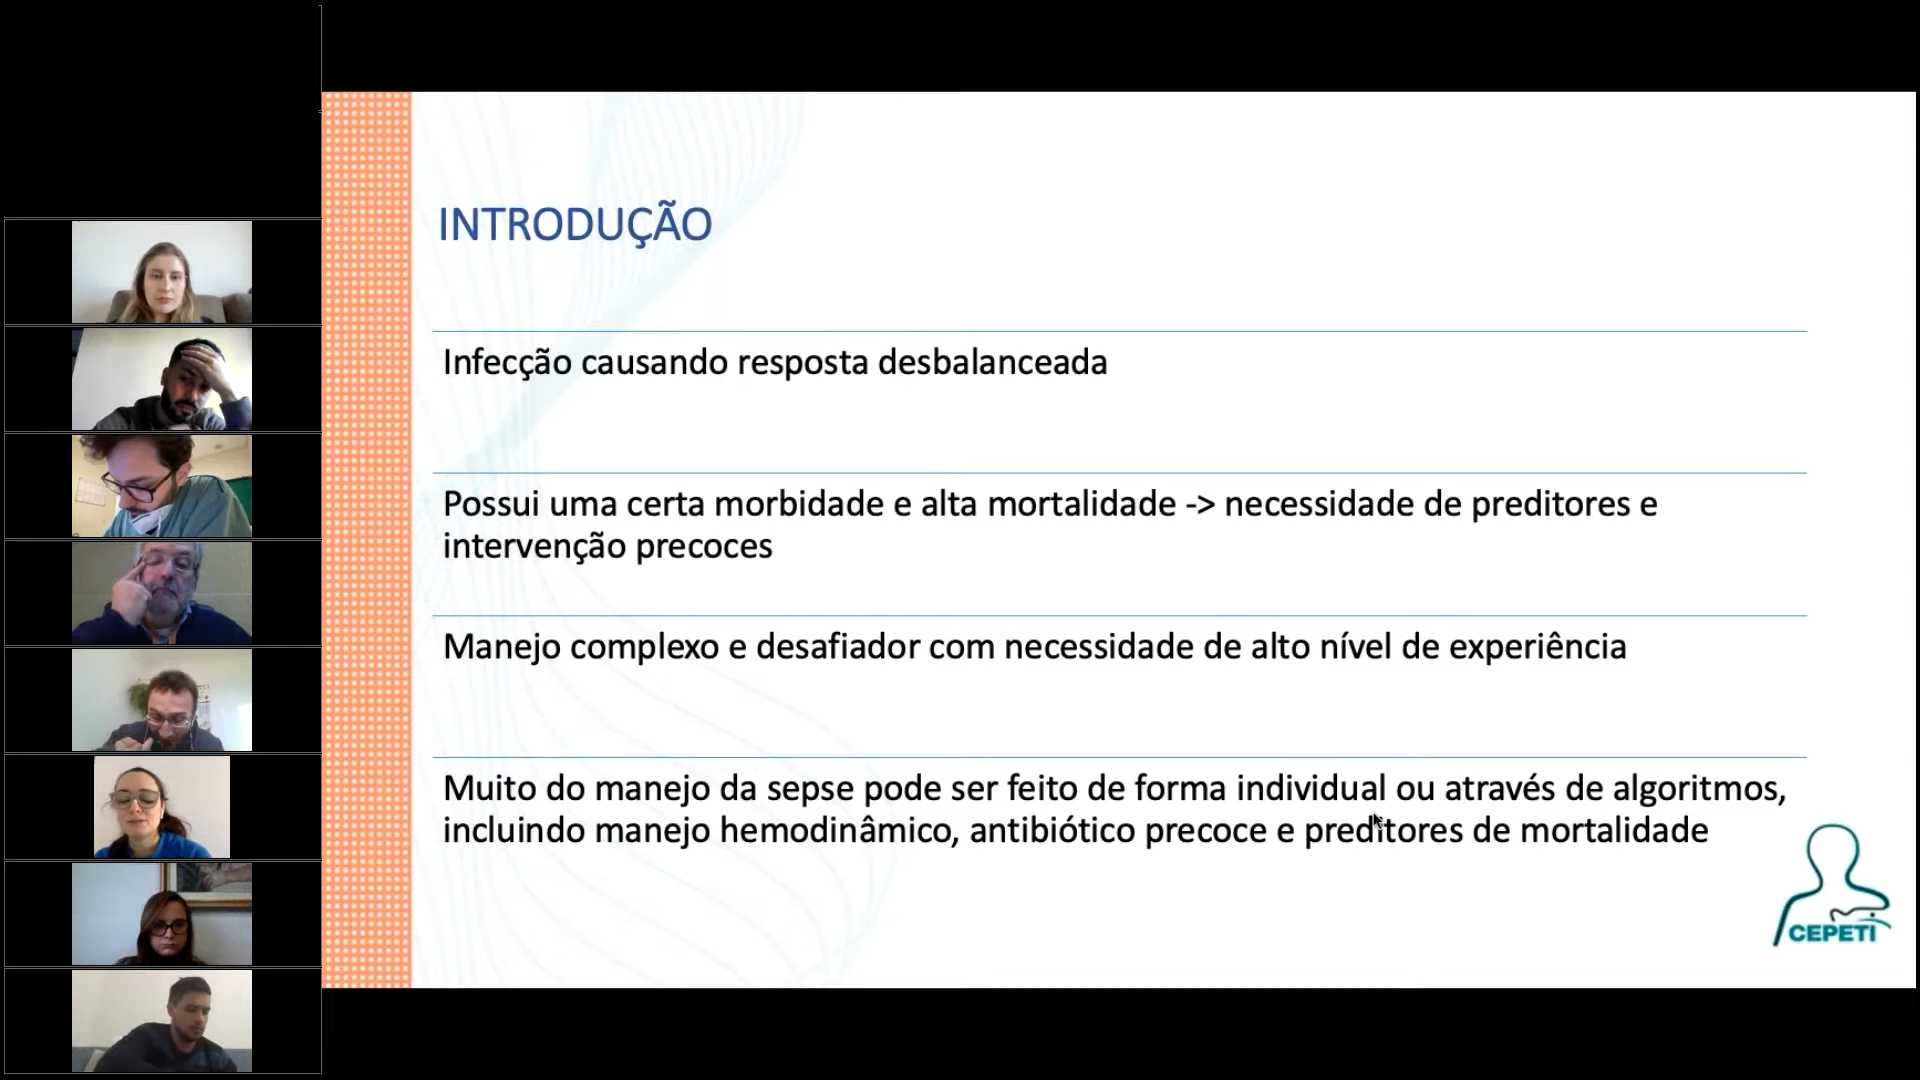 INTRODUÇÃO
Infecção causando resposta desbalanceada
Possui uma certa morbidade e alta mortalidade -> necessidade de preditores e
intervenção precoces
Manejo complexo e desafiador com necessidade de alto nível de experiência
Muito do manejo da sepse pode ser feito de forma individual ou através de algoritmos,
incluindo manejo hemodinâmico, antibiótico precoce e preditores de mortalidade
CEPETI